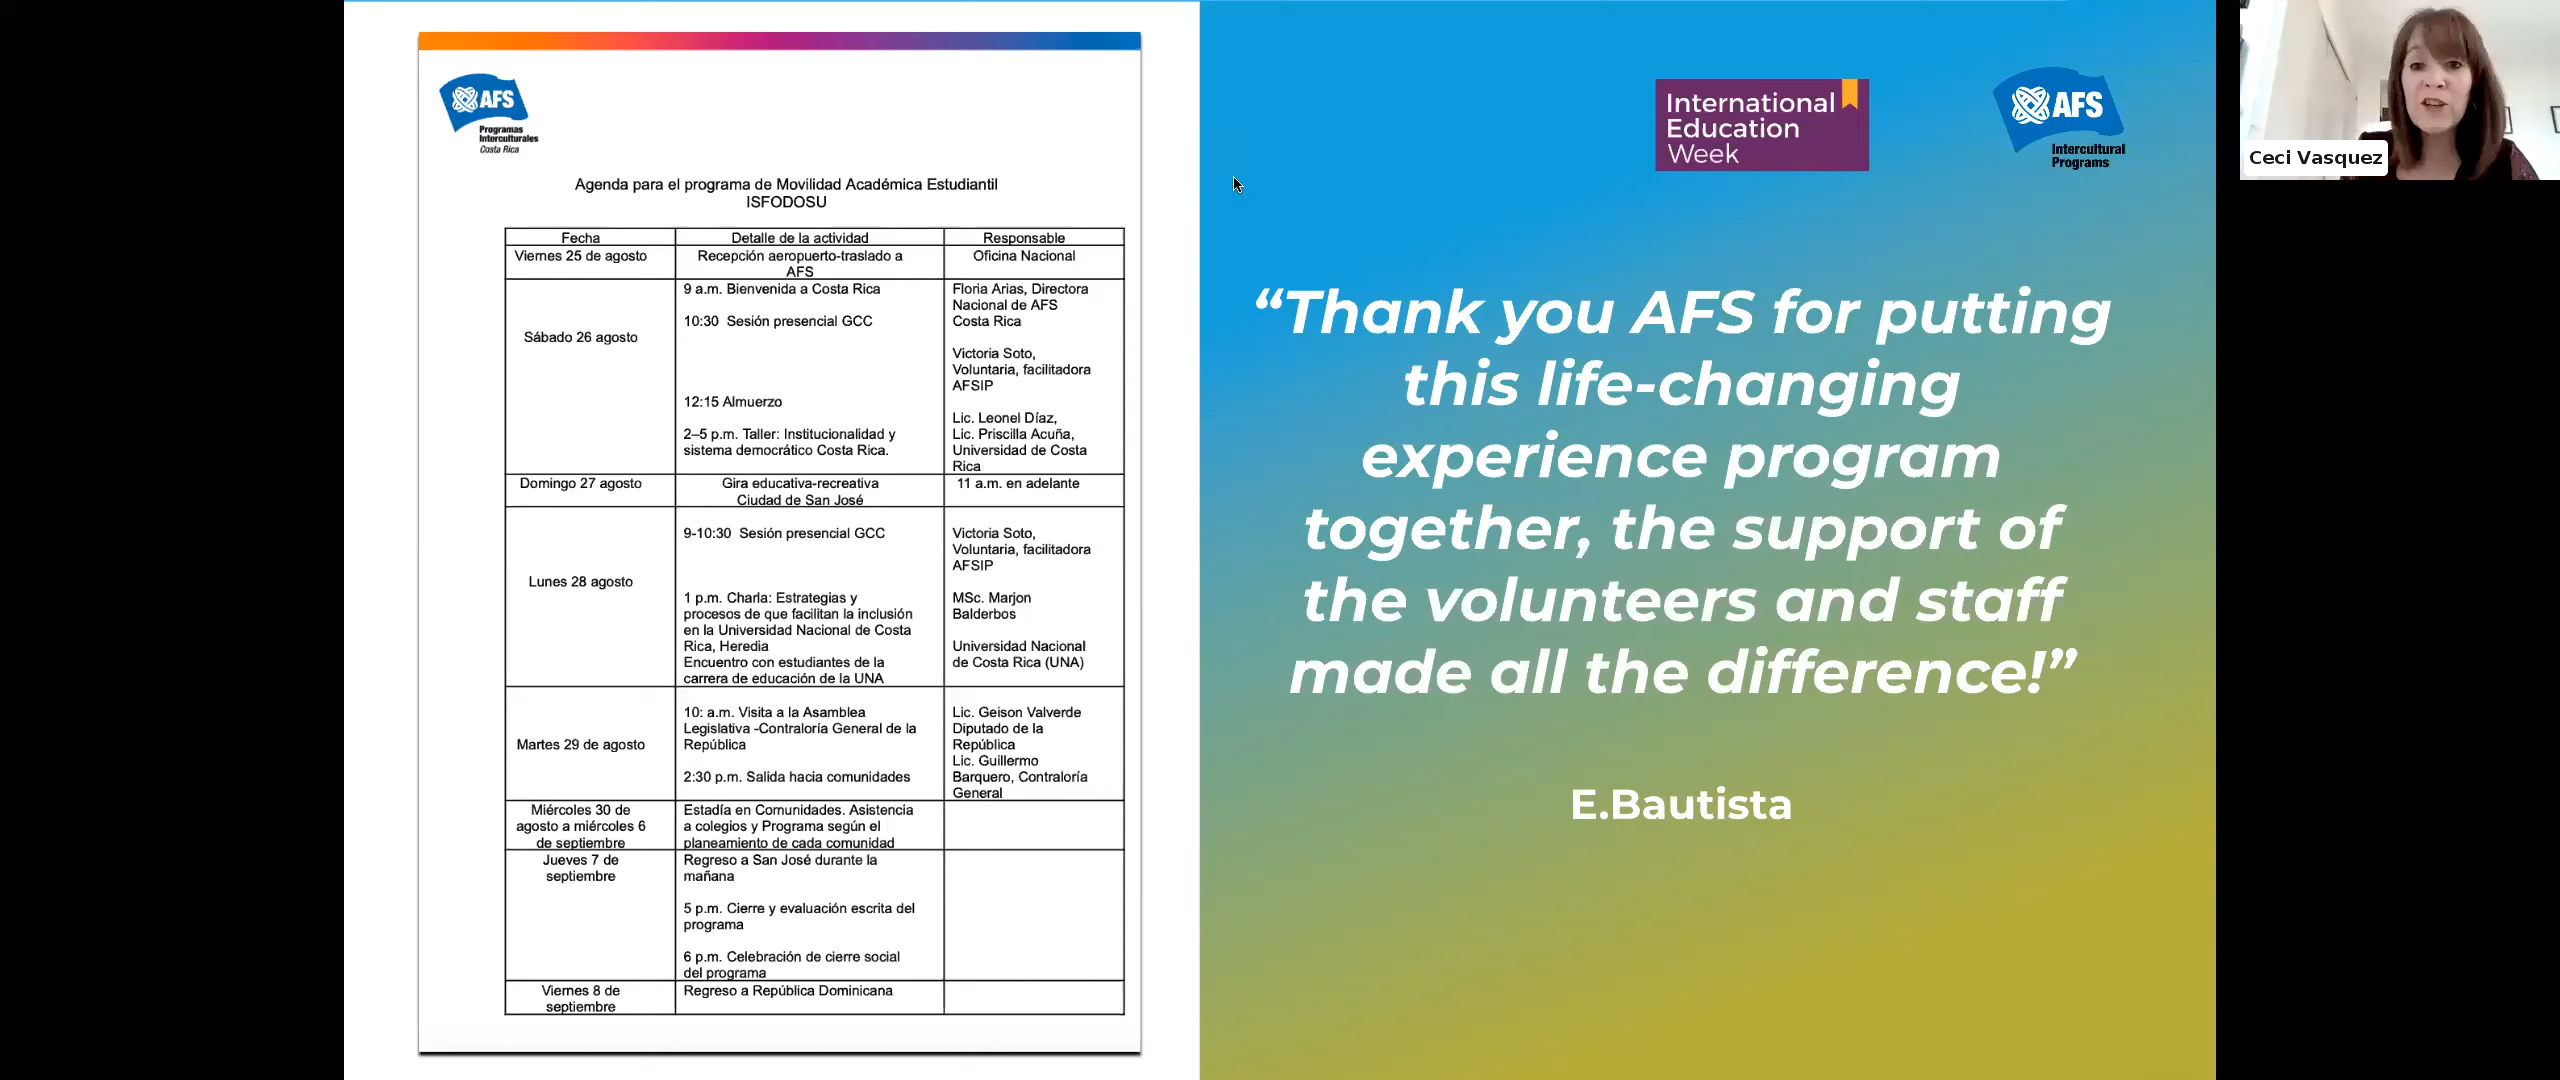 AFS
Programas
Interculturales
Costa Rica
Agenda para el programa de Movilidad Académica Estudiantil
ISFODOSU
Fecha
Detalle de la actividad
Responsable
Viernes 25 de agosto
Recepción aeropuerto-traslado a
AFS
Oficina Nacional
Sábado 26 agosto
9 a.m. Bienvenida a Costa Rica
10:30 Sesión presencial GCC
12:15 Almuerzo
2–5 p.m. Taller: Institucionalidad y
sistema democrático Costa Rica.
Floria Arias, Directora
Nacional de AFS
Costa Rica
Victoria Soto,
Voluntaria, facilitadora
AFSIP
Lic. Leonel Díaz,
Lic. Priscilla Acuña,
Universidad de Costa
Rica
Domingo 27 agosto
Gira educativa-recreativa
Ciudad de San José
11 a.m. en adelante
Lunes 28 agosto
9-10:30 Sesión presencial GCC
1 p.m. Charla: Estrategias y
procesos de que facilitan la inclusión
en la Universidad Nacional de Costa
Rica, Heredia
Encuentro con estudiantes de la
carrera de educación de la UNA
Victoria Soto,
Voluntaria, facilitadora
AFSIP
MSc. Marjon
Balderbos
Universidad Nacional
de Costa Rica (UNA)
Martes 29 de agosto
10: a.m. Visita a la Asamblea
Legislativa -Contraloría General de la
República
2:30 p.m. Salida hacia comunidades
Lic. Geison Valverde
Diputado de la
República
Lic. Guillermo
Barquero, Contraloría
General
Miércoles 30 de
agosto a miércoles 6
de septiembre
Estadía en Comunidades. Asistencia
a colegios y Programa según el
planeamiento de cada comunidad
Jueves 7 de
septiembre
Regreso a San José durante la
mañana
5 p.m. Cierre y evaluación escrita del
programa
6 p.m. Celebración de cierre social
del programa
Viernes 8 de
septiembre
Regreso a República Dominicana
International
Education
Week
AFS
Intercultural
Programs
“Thank you AFS for putting
this life-changing
experience program
together, the support of
the volunteers and staff
made all the difference!”
E.Bautista
Ceci Vasquez